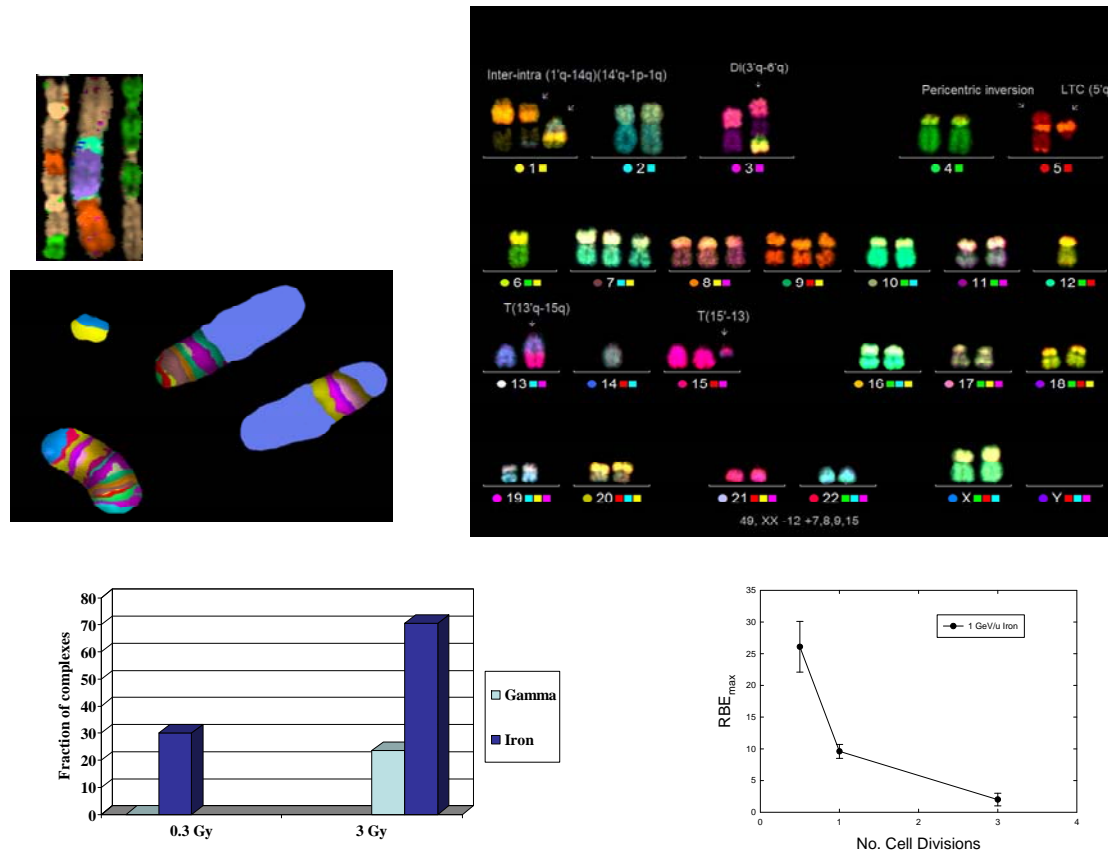 Inter-intra (1'q-14q)(14'q-1p-1q)
Di(3'q-6'q)
Pericentric inversion
LTC (5'q
1
2
3
4
5
6
7
8
9
10
11
12
T(13'q-15q)
T(15'-13)
13
14
15
16
17
18
19
20
21
22
X
Y
49, XX -12 +7,8,9,15
Fraction of complexes
80
70
60
50
40
30
20
10
0
0.3 Gy
3 Gy
Gamma
Iron
RBEmax
35
30
25
20
15
10
5
0
0
1
2
3
4
1 GeV/u Iron
No. Cell Divisions